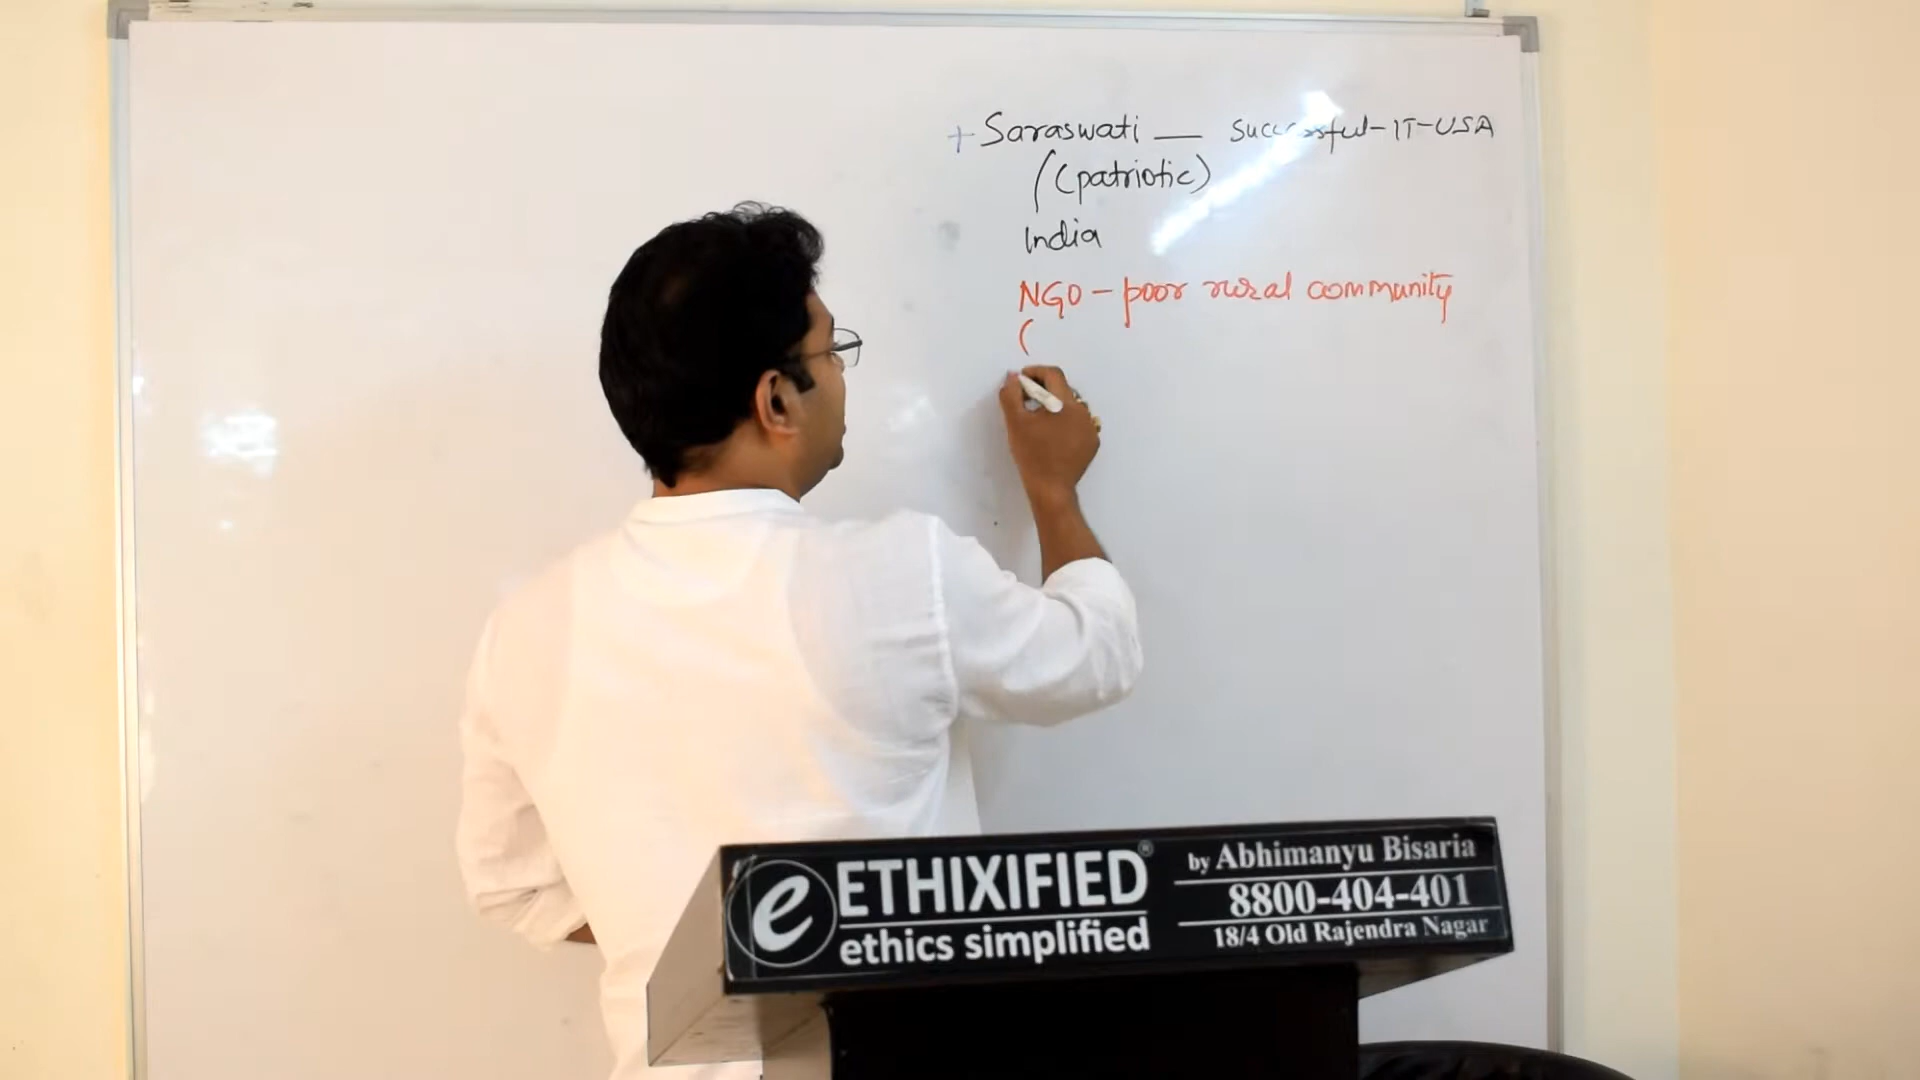 + Saraswati — Successful-IT-USA
(patriotic)
India
NGO - poor rural community
(
e ETHIXIFIED®
ethics simplified
by Abhimanyu Bisaria
8800-404-401
18/4 Old Rajendra Nagar